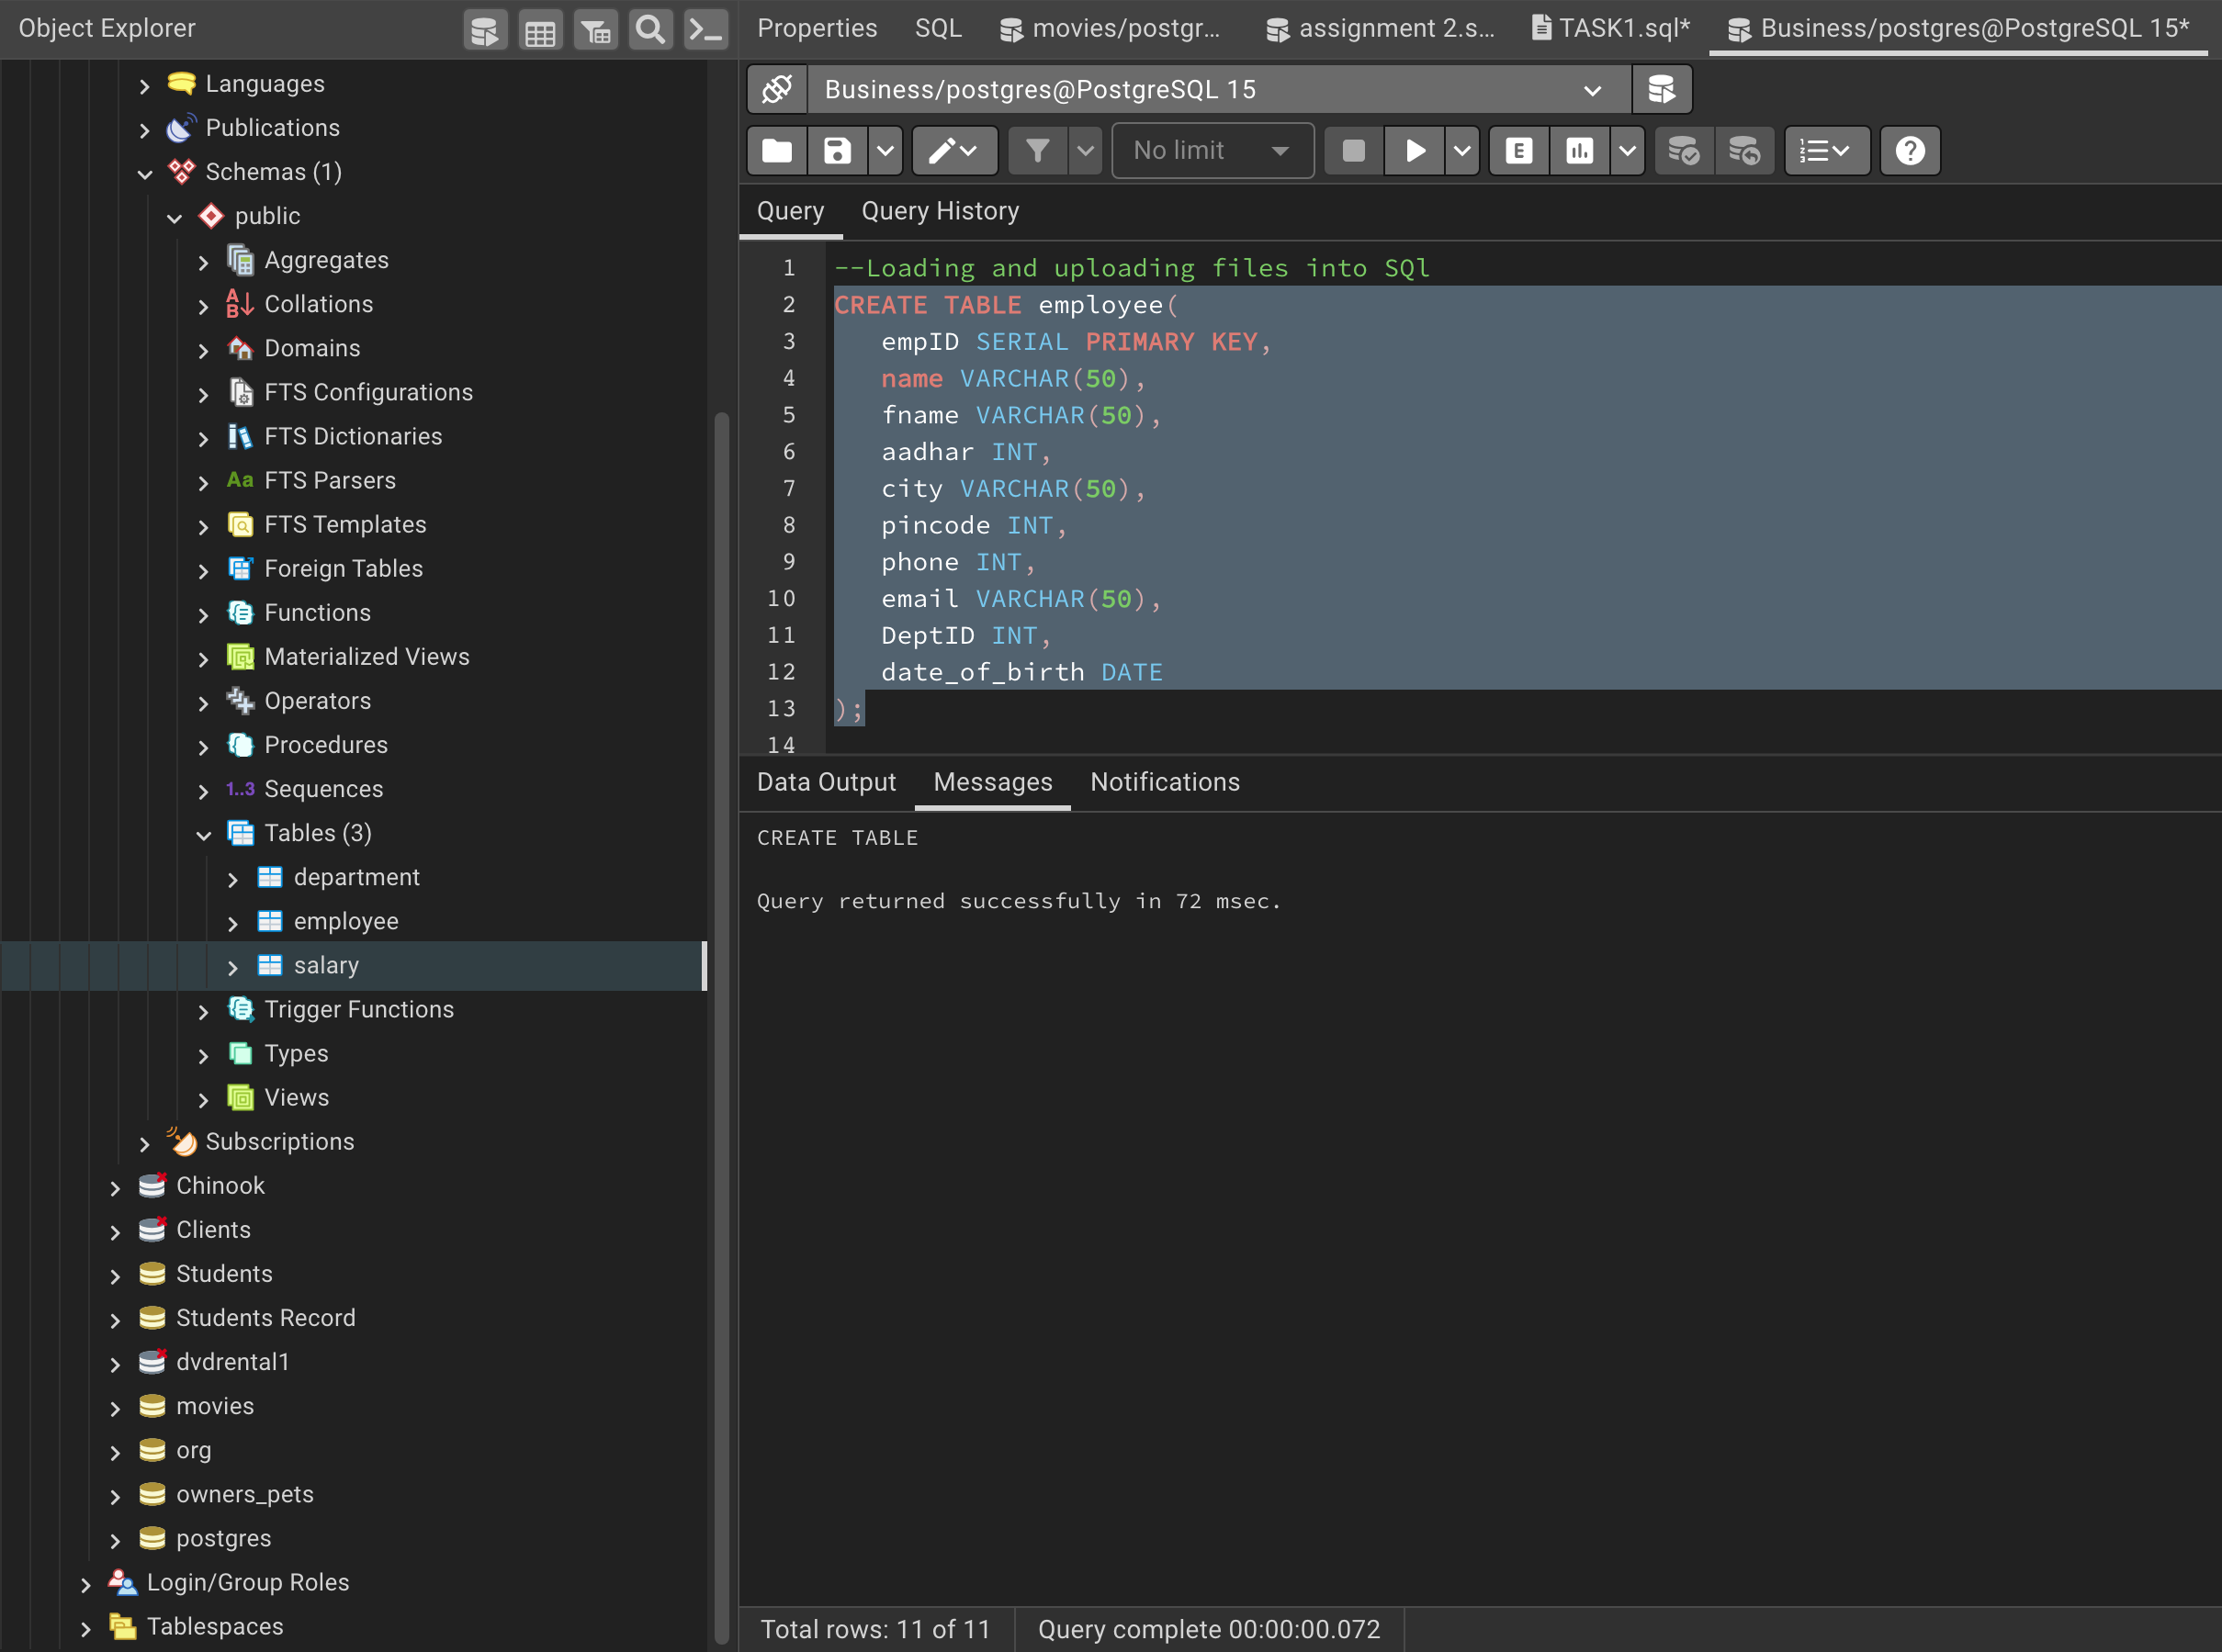 Object Explorer
Languages
Publications
Schemas (1)
public
Aggregates
Collations
Domains
FTS Configurations
FTS Dictionaries
Aa FTS Parsers
FTS Templates
Foreign Tables
Functions
Materialized Views
Operators
Procedures
1..3 Sequences
Tables (3)
department
employee
salary
Trigger Functions
Types
Views
Subscriptions
Chinook
Clients
Students
Students Record
dvdrental1
movies
org
owners_pets
postgres
Login/Group Roles
Tablespaces
Properties SQL movies/postgr... assignment 2.s... TASK1.sql* Business/postgres@PostgreSQL 15*
Business/postgres@PostgreSQL 15
No limit E
Query Query History
1 --Loading and uploading files into SQl
2 CREATE TABLE employee(
3 empID SERIAL PRIMARY KEY,
4 name VARCHAR(50),
5 fname VARCHAR(50),
6 aadhar INT,
7 city VARCHAR(50),
8 pincode INT,
9 phone INT,
10 email VARCHAR(50),
11 DeptID INT,
12 date_of_birth DATE
13 );
14
Data Output Messages Notifications
CREATE TABLE
Query returned successfully in 72 msec.
Total rows: 11 of 11 Query complete 00:00:00.072